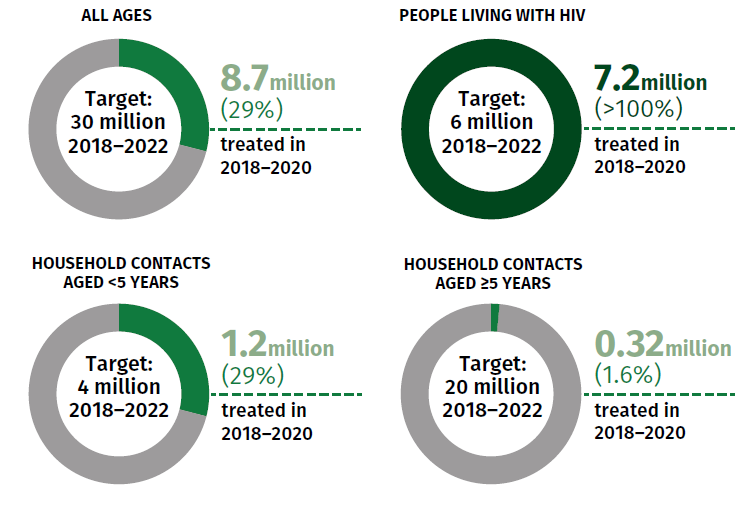 ALL AGES
Target:
30 million
2018–2022
8.7million
(29%)
treated in
2018–2020
PEOPLE LIVING WITH HIV
Target:
6 million
2018–2022
7.2million
(>100%)
treated in
2018–2020
HOUSEHOLD CONTACTS
AGED <5 YEARS
Target:
4 million
2018–2022
1.2million
(29%)
treated in
2018–2020
HOUSEHOLD CONTACTS
AGED ≥5 YEARS
Target:
20 million
2018–2022
0.32million
(1.6%)
treated in
2018–2020